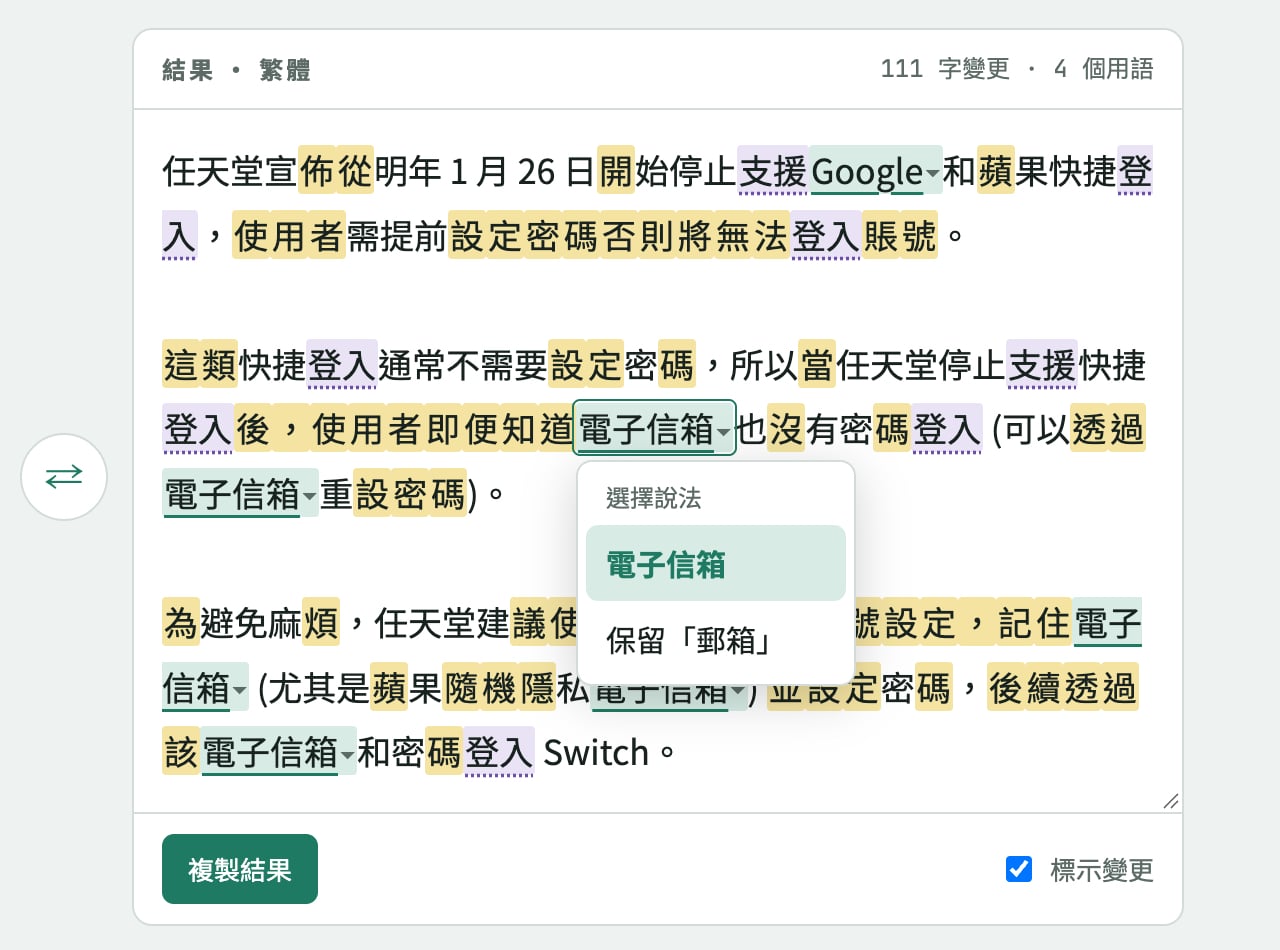 結果 · 繁體
111 字變更 · 4 個用語
任天堂宣佈從明年 1 月 26 日開始停止支援Google和蘋果快捷登
入，使用者需提前設定密碼否則將無法登入賬號。
這類快捷登入通常不需要設定密碼，所以當任天堂停止支援快捷
登入後，使用者即便知道電子信箱也沒有密碼登入 (可以透過
電子信箱重設密碼)。
選擇說法
電子信箱
保留「郵箱」
為避免麻煩，任天堂建議使號設定，記住電子
信箱 (尤其是蘋果隨機隱私電子信箱) 並設定密碼，後續透過
該電子信箱和密碼登入 Switch。
複製結果
標示變更